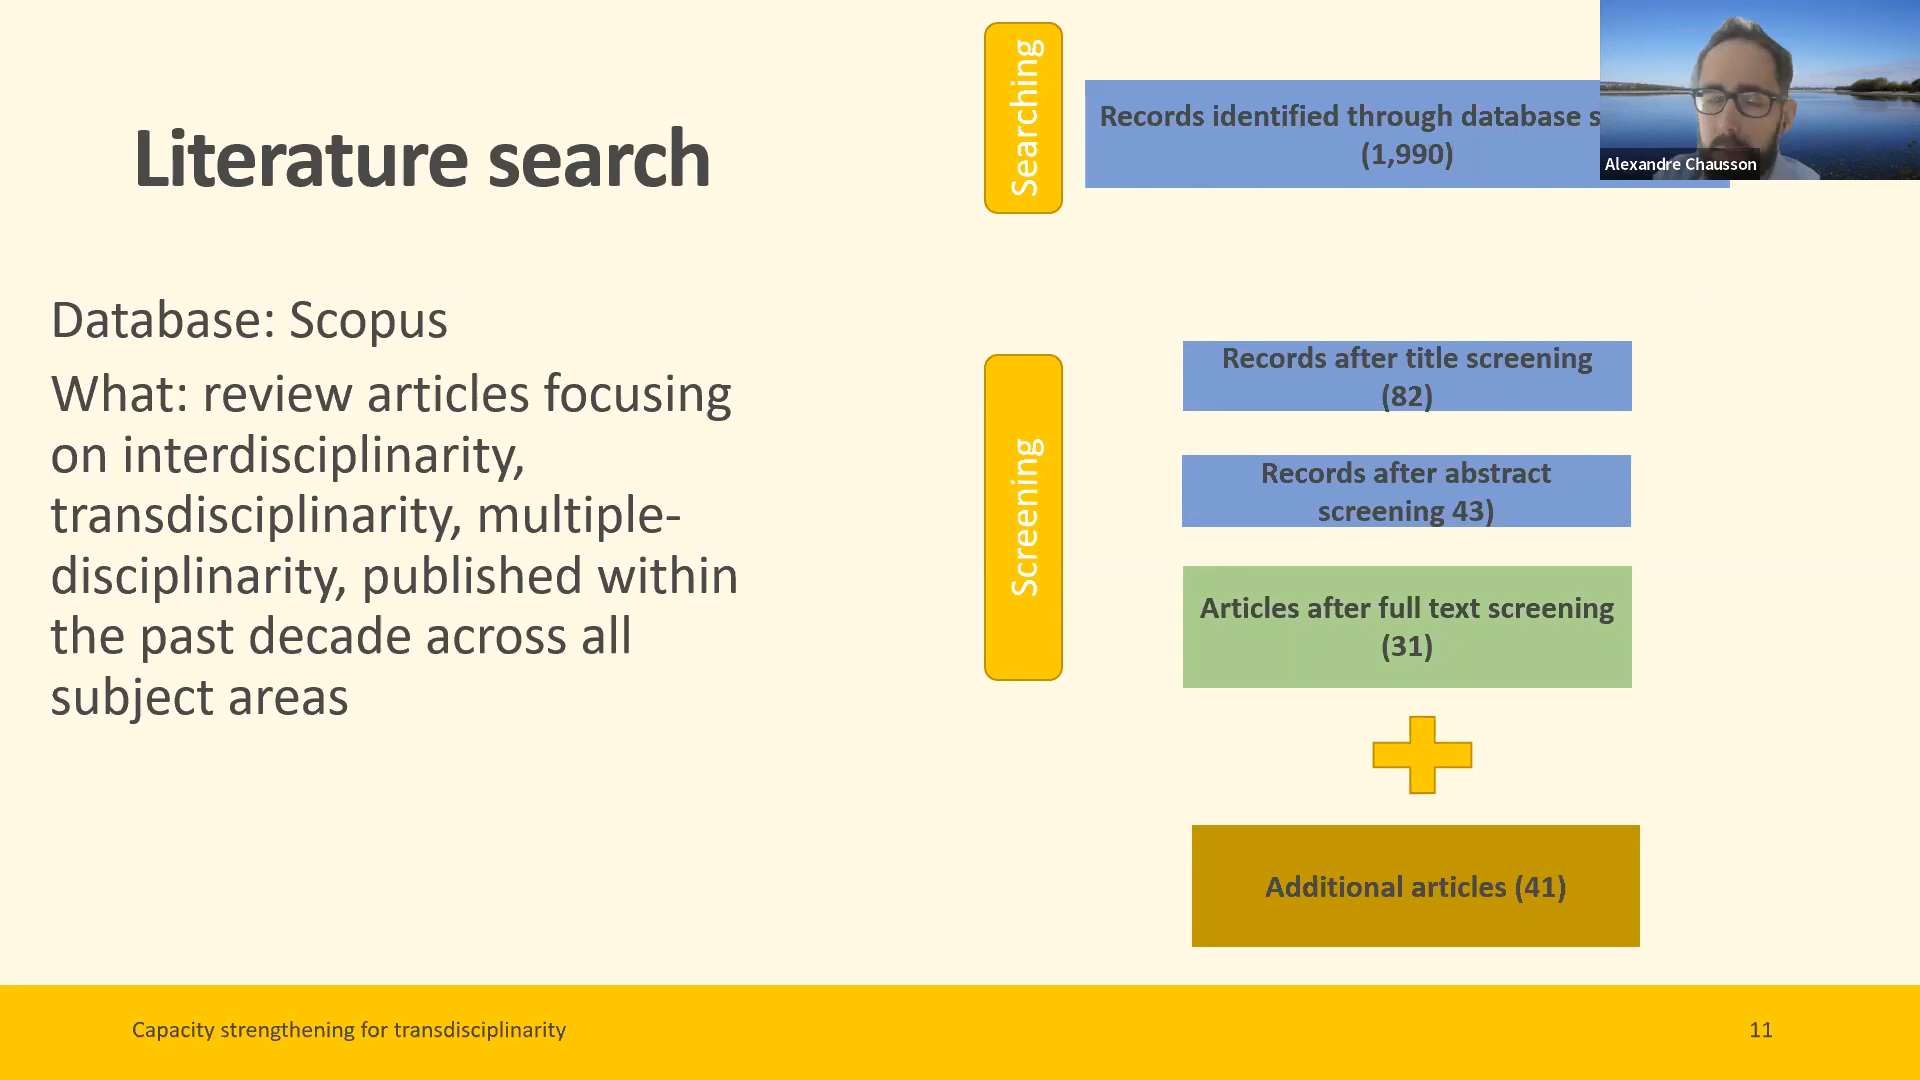 Literature search
Database: Scopus
What: review articles focusing
on interdisciplinarity,
transdisciplinarity, multiple-
disciplinarity, published within
the past decade across all
subject areas
Searching
Records identified through database
(1,990)
Alexandre Chausson
Screening
Records after title screening
(82)
Records after abstract
screening 43)
Articles after full text screening
(31)
Additional articles (41)
Capacity strengthening for transdisciplinarity
11